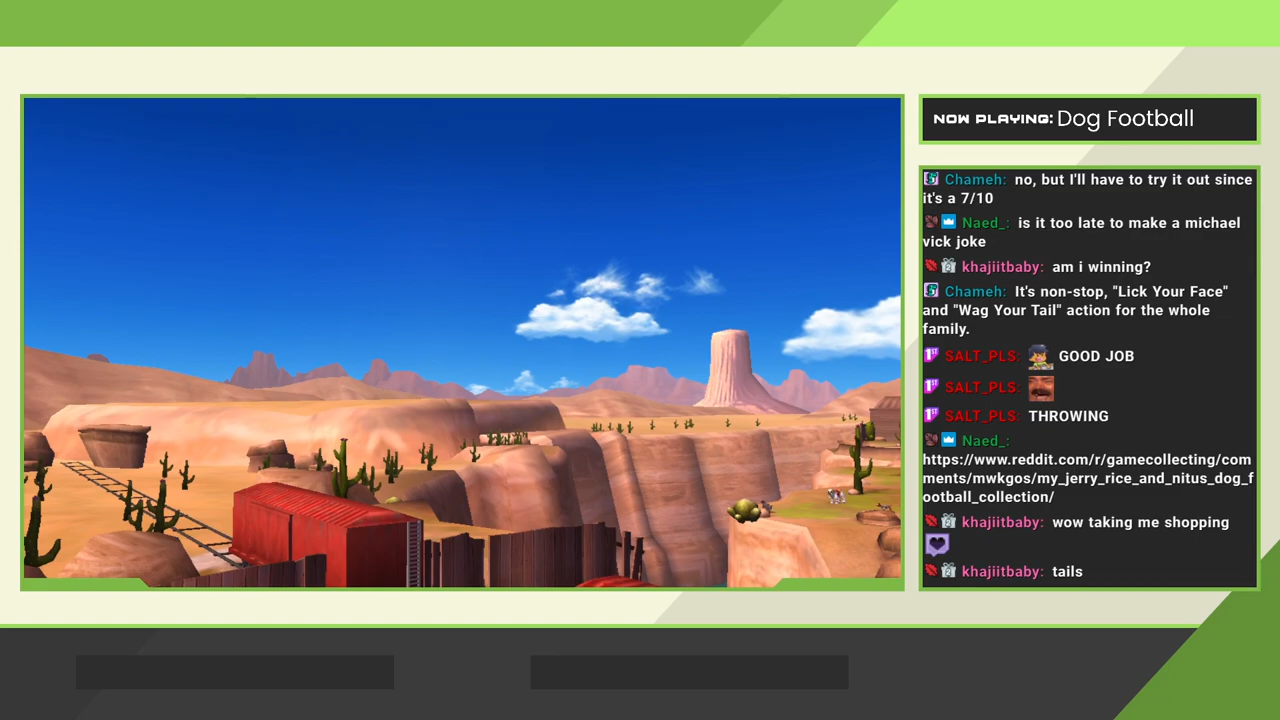 NOW PLAYING: Dog Football
Chameh: no, but I'll have to try it out since
it's a 7/10
Naed_: is it too late to make a michael
vick joke
khajiitbaby: am i winning?
Chameh: It's non-stop, "Lick Your Face"
and "Wag Your Tail" action for the whole
family.
SALT_PLS: GOOD JOB
SALT_PLS:
SALT_PLS: THROWING
Naed_:
https://www.reddit.com/r/gamecollecting/com
ments/mwkgos/my_jerry_rice_and_nitus_dog_f
ootball_collection/
khajiitbaby: wow taking me shopping
khajiitbaby: tails